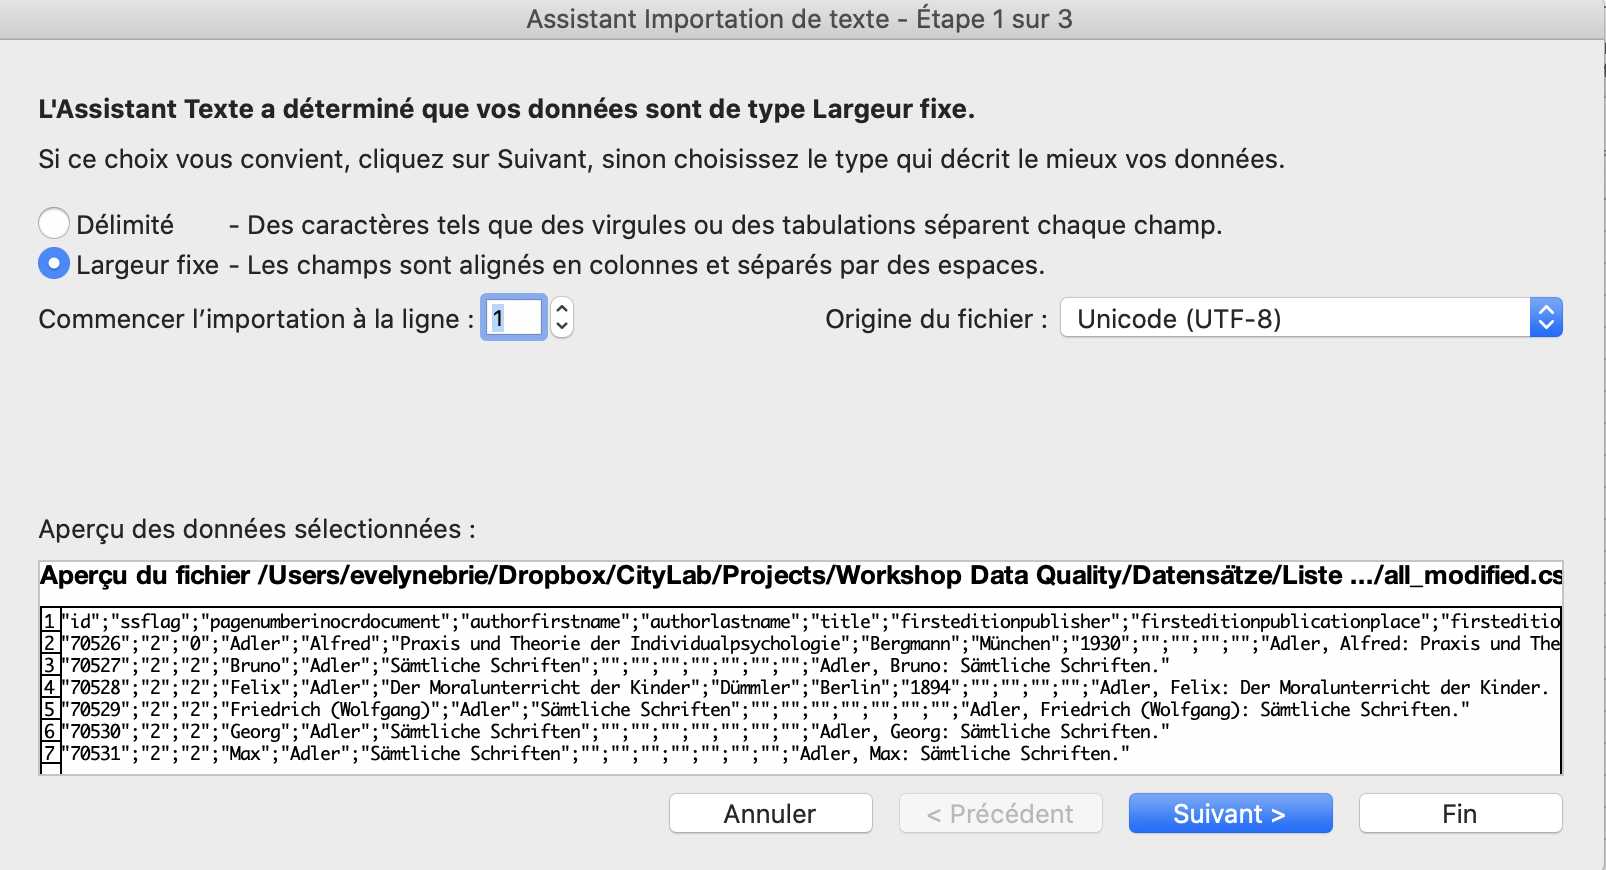 Assistant Importation de texte - Étape 1 sur 3
L'Assistant Texte a déterminé que vos données sont de type Largeur fixe.
Si ce choix vous convient, cliquez sur Suivant, sinon choisissez le type qui décrit le mieux vos données.
Délimité - Des caractères tels que des virgules ou des tabulations séparent chaque champ.
Largeur fixe - Les champs sont alignés en colonnes et séparés par des espaces.
Commencer l’importation à la ligne : 1 Origine du fichier : Unicode (UTF-8)
Aperçu des données sélectionnées :
Aperçu du fichier /Users/evelynebrie/Dropbox/CityLab/Projects/Workshop Data Quality/Datensätze/Liste .../all_modified.cs
1 "id";"ssflag";"pagenumberinocrdocument";"authorfirstname";"authorlastname";"title";"firsteditionpublisher";"firsteditionpublicationplace";"firsteditio
2 "70526";"2";"0";"Adler";"Alfred";"Praxis und Theorie der Individualpsychologie";"Bergmann";"München";"1930";"";"";"";"";"Adler, Alfred: Praxis und The
3 "70527";"2";"2";"Bruno";"Adler";"Sämtliche Schriften";"";"";"";"";"";"";"";"Adler, Bruno: Sämtliche Schriften."
4 "70528";"2";"2";"Felix";"Adler";"Der Moralunterricht der Kinder";"Dümmler";"Berlin";"1894";"";"";"";"";"Adler, Felix: Der Moralunterricht der Kinder.
5 "70529";"2";"2";"Friedrich (Wolfgang)";"Adler";"Sämtliche Schriften";"";"";"";"";"";"";"";"Adler, Friedrich (Wolfgang): Sämtliche Schriften."
6 "70530";"2";"2";"Georg";"Adler";"Sämtliche Schriften";"";"";"";"";"";"";"";"Adler, Georg: Sämtliche Schriften."
7 "70531";"2";"2";"Max";"Adler";"Sämtliche Schriften";"";"";"";"";"";"";"";"Adler, Max: Sämtliche Schriften."
Annuler < Précédent Suivant > Fin